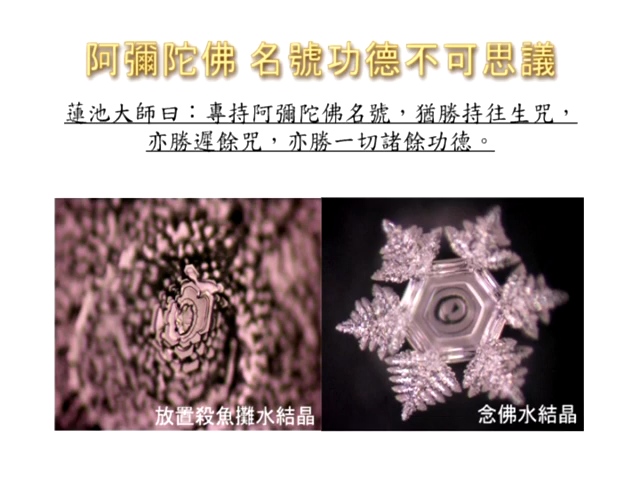 阿彌陀佛 名號功德不可思議
蓮池大師曰：專持阿彌陀佛名號，猶勝持往生咒，
亦勝遲餘咒，亦勝一切諸餘功德。
放置殺魚攤水結晶
念佛水結晶